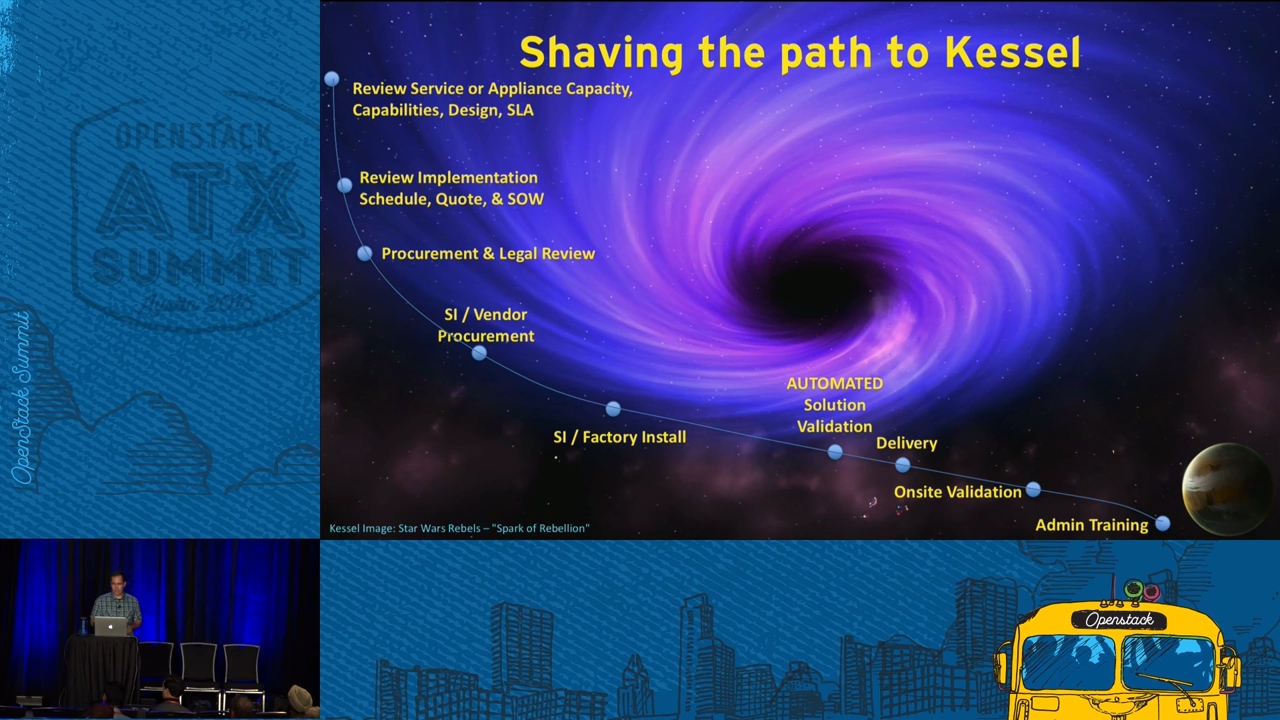 Shaving the path to Kessel
Review Service or Appliance Capacity,
Capabilities, Design, SLA
Review Implementation
Schedule, Quote, & SOW
Procurement & Legal Review
SI / Vendor
Procurement
SI / Factory Install
AUTOMATED
Solution
Validation
Delivery
Onsite Validation
Admin Training
Kessel Image: Star Wars Rebels – "Spark of Rebellion"
OPENSTACK
ATX
SUMMIT
Austin 2016
OpenStack Summit
Openstack